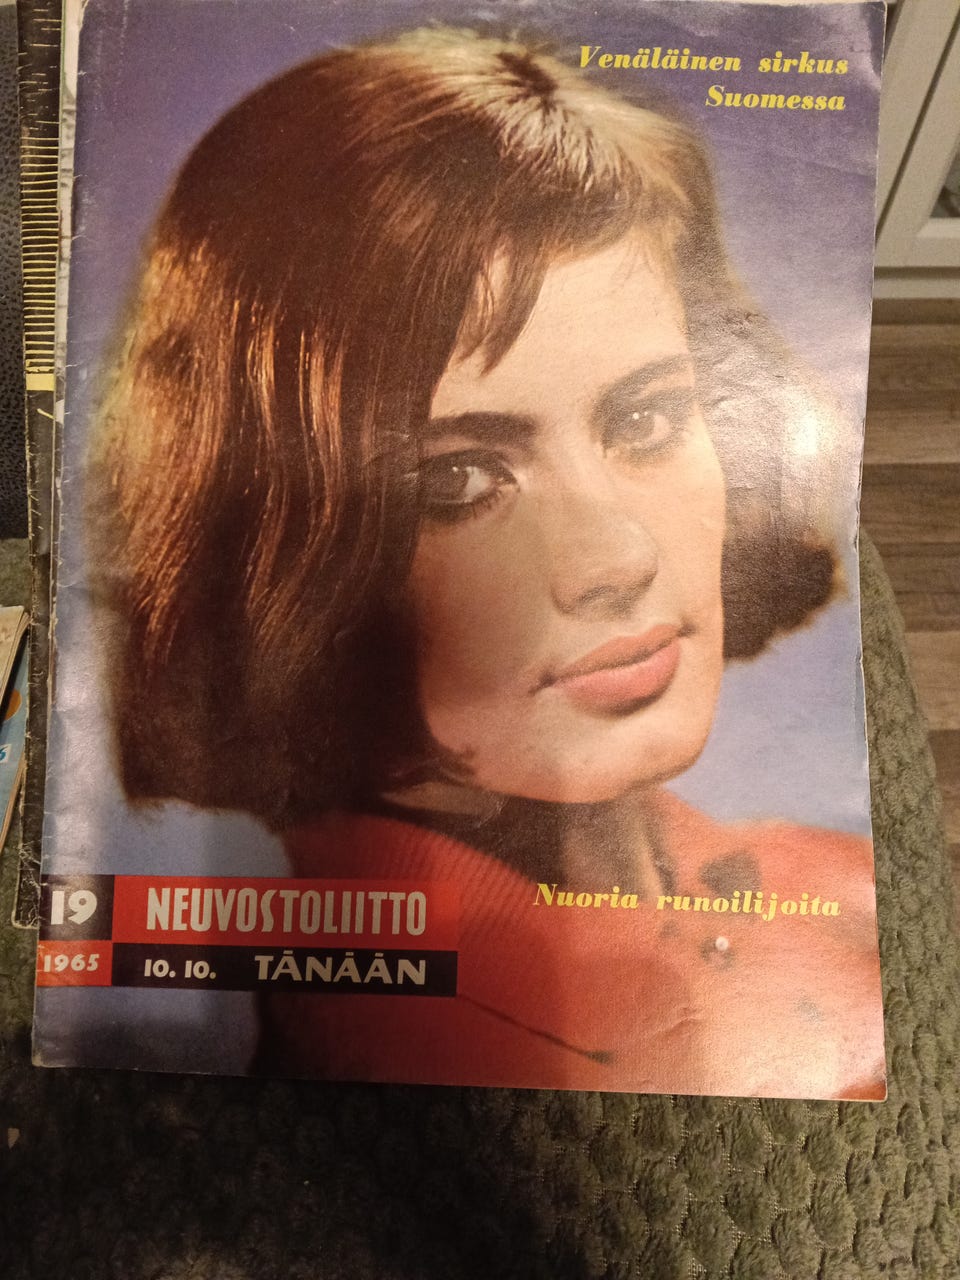 Venäläinen sirkus
Suomessa
Nuoria runoilijoita
19 NEUVOSTOLIITTO
1965 10. 10. TÄNÄÄN